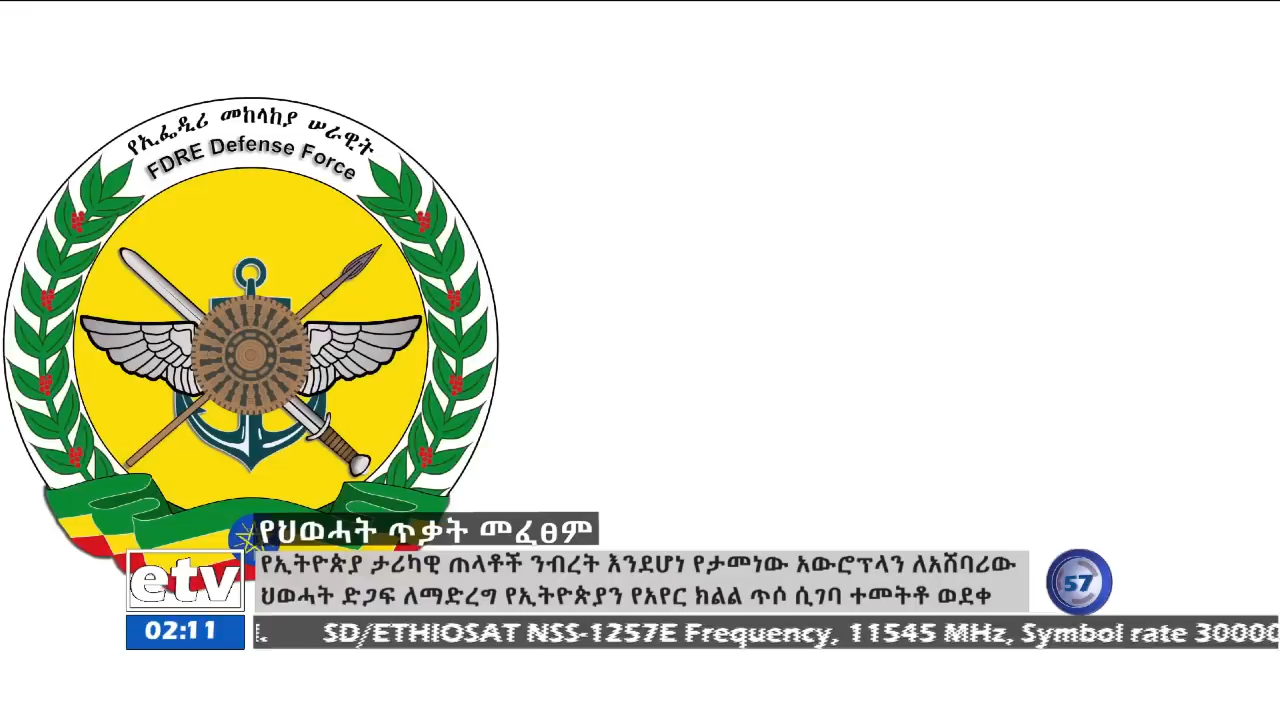 የኢፌዲሪ መከላከያ ሠራዊት
FDRE Defense Force
የህወሓት ጥቃት መፈፀም
የኢትዮጵያ ታሪካዊ ጠላቶች ንብረት እንደሆነ የታመነው አውሮፕላን ለአሸባሪው
ህወሓት ድጋፍ ለማድረግ የኢትዮጵያን የአየር ክልል ጥሶ ሲገባ ተመትቶ ወደቀ
etv
57
02:11
SD/ETHIOSAT NSS-1257E Frequency, 11545 MHz, Symbol rate 30000